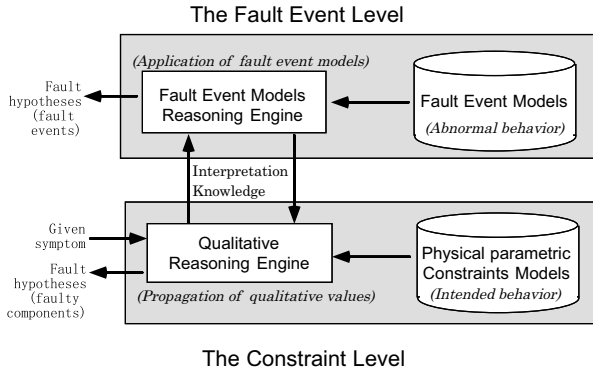 The Fault Event Level
(Application of fault event models)
Fault
hypotheses
(fault
events)
Fault Event Models
Reasoning Engine
Fault Event Models
(Abnormal behavior)
Interpretation
Knowledge
Given
symptom
Fault
hypotheses
(faulty
components)
Qualitative
Reasoning Engine
(Propagation of qualitative values)
Physical parametric
Constraints Models
(Intended behavior)
The Constraint Level